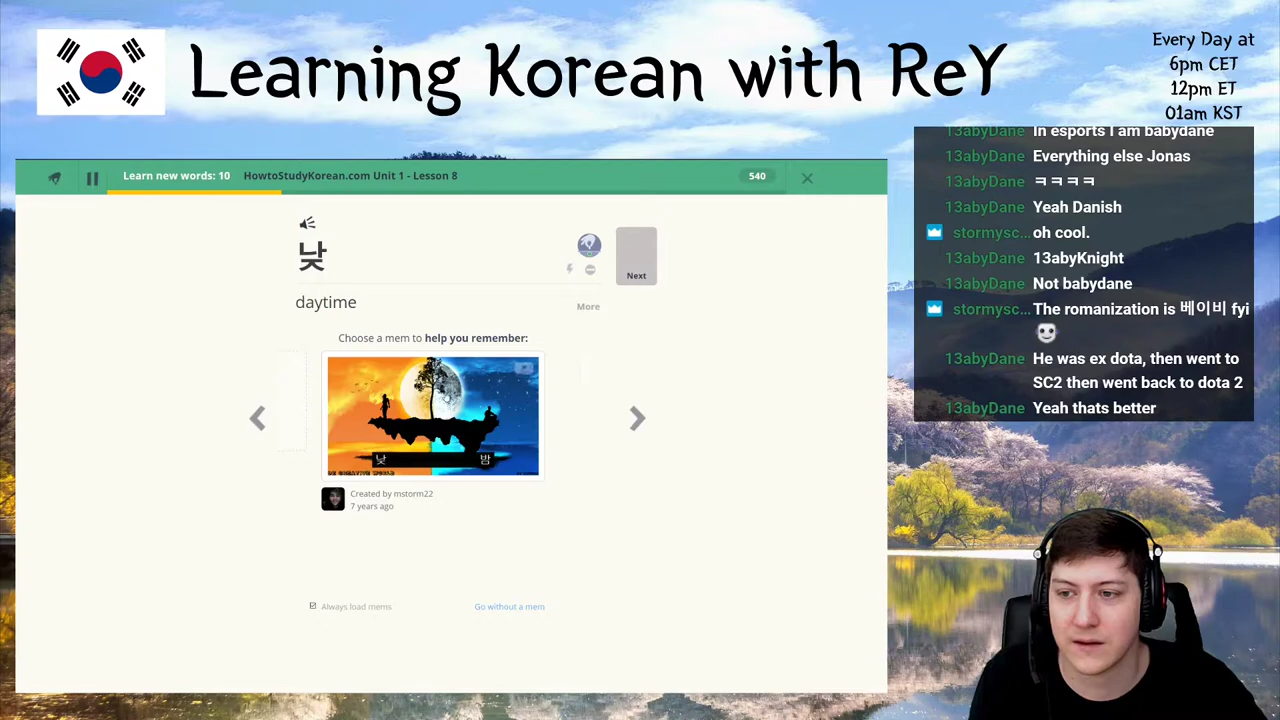 Learning Korean with ReY
Every Day at
6pm CET
12pm ET
01am KST
Learn new words: 10 HowtoStudyKorean.com Unit 1 - Lesson 8 540
낮
Next
daytime
More
Choose a mem to help you remember:
낮 밤
Created by mstorm22
7 years ago
Always load mems Go without a mem
13abyDane In esports I am babydane
13abyDane Everything else Jonas
13abyDane ㅋㅋㅋㅋ
13abyDane Yeah Danish
stormysc... oh cool.
13abyDane 13abyKnight
13abyDane Not babydane
stormysc... The romanization is 베이비 fyi
13abyDane He was ex dota, then went to
SC2 then went back to dota 2
13abyDane Yeah thats better